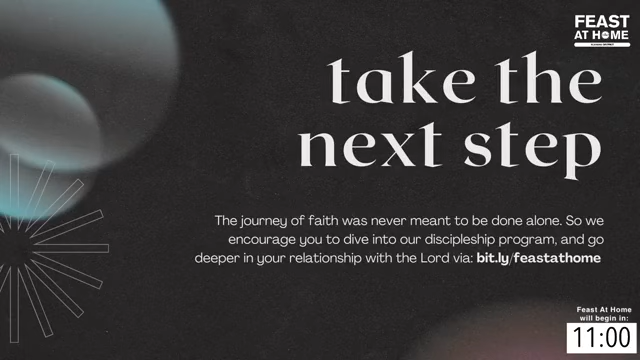 FEAST
AT HOME
take the
next step
The journey of faith was never meant to be done alone. So we
encourage you to dive into our discipleship program, and go
deeper in your relationship with the Lord via: bit.ly/feastathome
Feast At Home
will begin in:
11:00